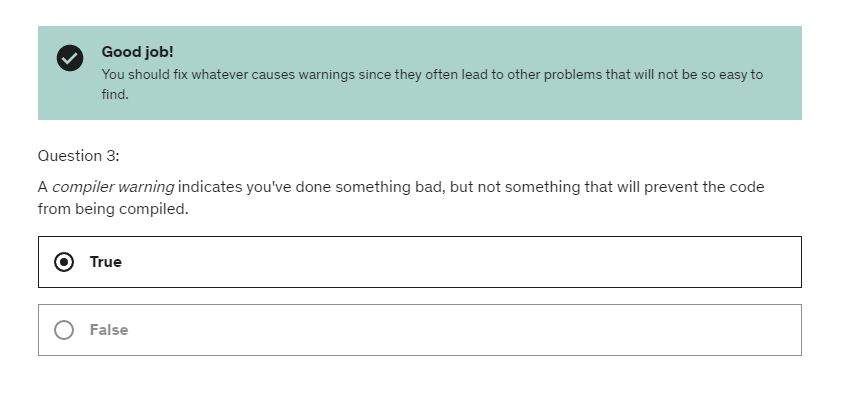 Good job!
You should fix whatever causes warnings since they often lead to other problems that will not be so easy to
find.
Question 3:
A compiler warning indicates you've done something bad, but not something that will prevent the code
from being compiled.
True
False